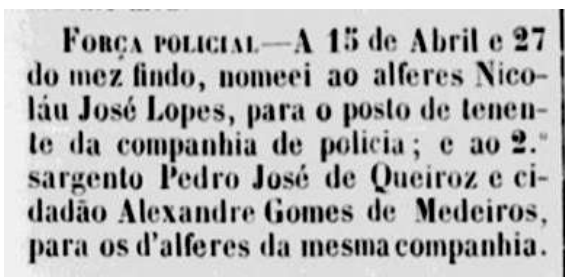 FORÇA POLICIAL—A 15 de Abril e 27
do mez findo, nomeei ao alferes Nico-
láu José Lopes, para o posto de tenen-
te da companhia de policia; e ao 2.º
sargento Pedro José de Queiroz e ci-
dadão Alexandre Gomes de Medeiros,
para os d'alferes da mesma companhia.